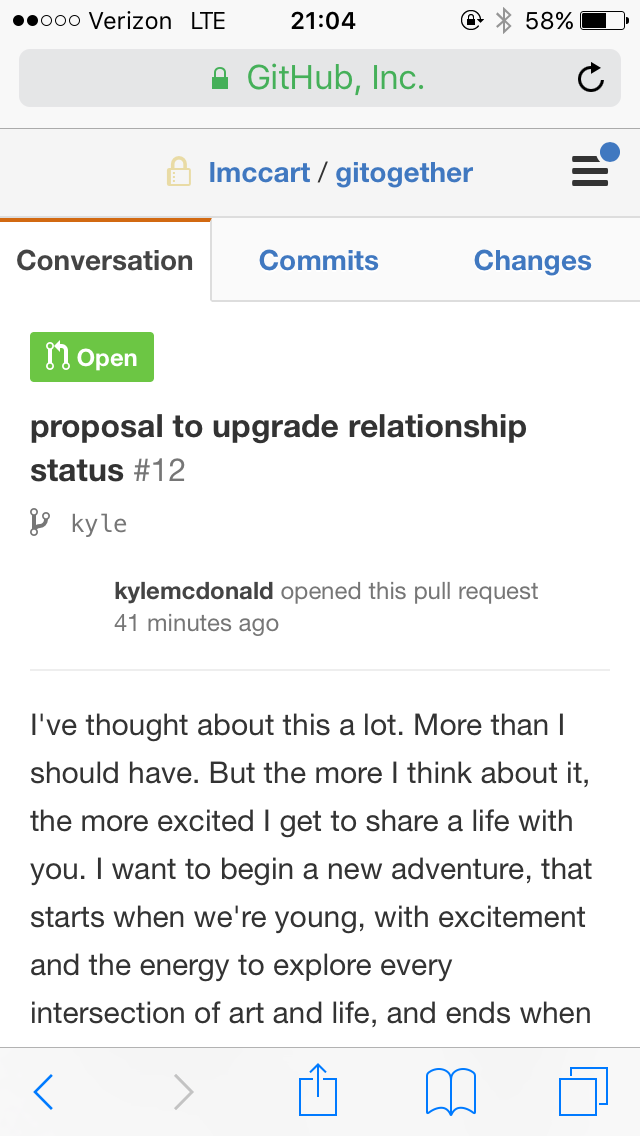 Verizon LTE 21:04 58%
GitHub, Inc.
lmccart / gitogether
Conversation Commits Changes
Open
proposal to upgrade relationship
status #12
kyle
kylemcdonald opened this pull request
41 minutes ago
I've thought about this a lot. More than I
should have. But the more I think about it,
the more excited I get to share a life with
you. I want to begin a new adventure, that
starts when we're young, with excitement
and the energy to explore every
intersection of art and life, and ends when